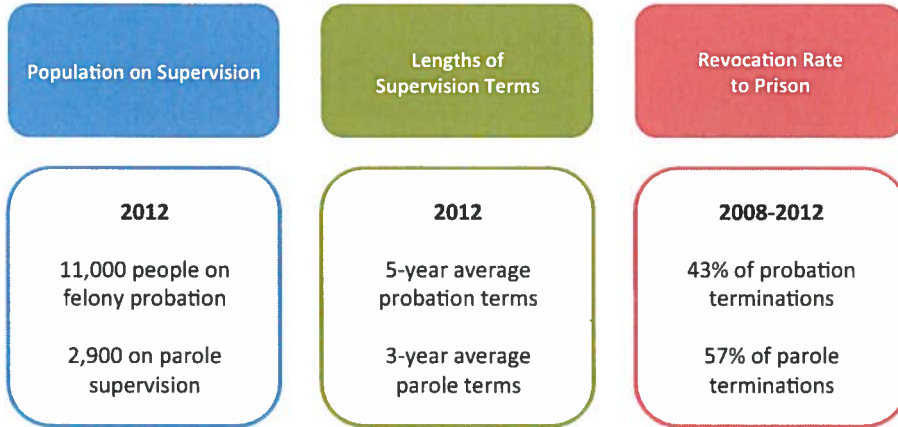 Population on Supervision
Lengths of
Supervision Terms
Revocation Rate
to Prison
2012
11,000 people on
felony probation
2,900 on parole
supervision
2012
5-year average
probation terms
3-year average
parole terms
2008-2012
43% of probation
terminations
57% of parole
terminations